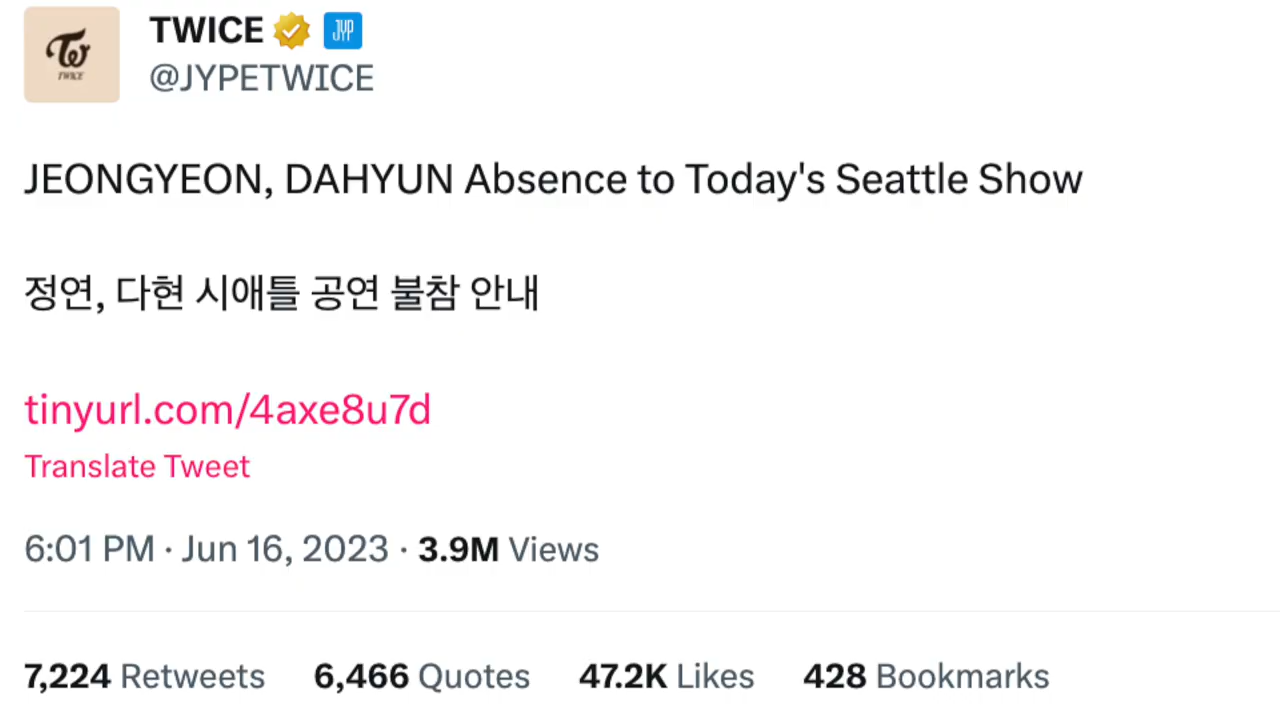 TWICE
JYP
@JYPETWICE
TWICE
JEONGYEON, DAHYUN Absence to Today's Seattle Show
정연, 다현 시애틀 공연 불참 안내
tinyurl.com/4axe8u7d
Translate Tweet
6:01 PM · Jun 16, 2023 · 3.9M Views
7,224 Retweets 6,466 Quotes 47.2K Likes 428 Bookmarks